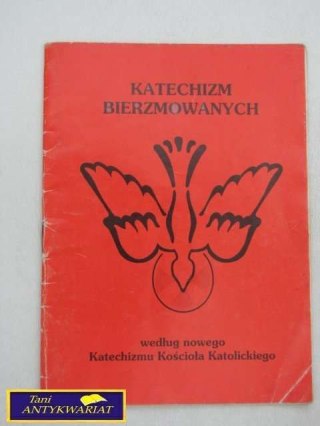 KATECHIZM
BIERZMOWANYCH
według nowego
Katechizmu Kościoła Katolickiego
Tani
ANTYKWARIAT